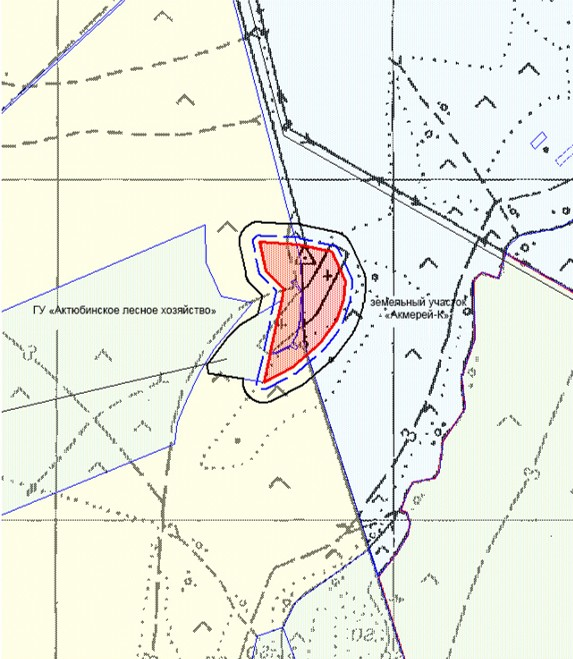 ГУ «Актюбинское лесное хозяйство»
земельный участок
«Акмерей-К»